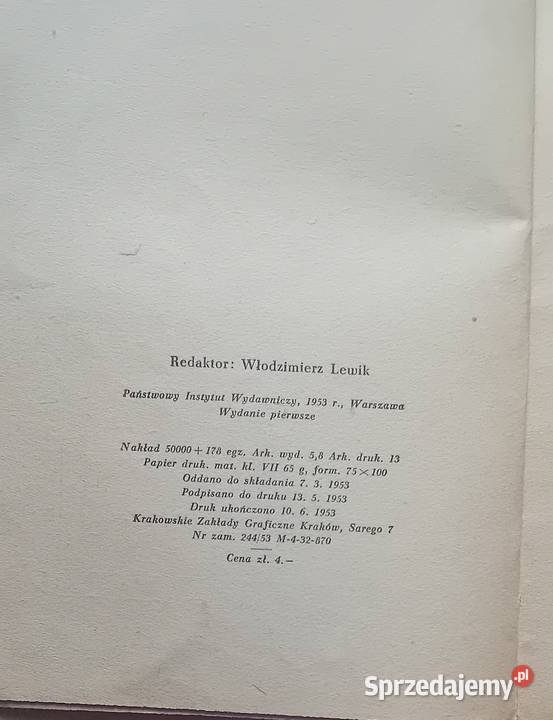 Redaktor: Włodzimierz Lewik
Państwowy Instytut Wydawniczy, 1953 r., Warszawa
Wydanie pierwsze
Nakład 50000+178 egz. Ark. wyd. 5,8 Ark. druk. 13
Papier druk. mat. kl. VII 65 g, form. 75×100
Oddano do składania 7. 3. 1953
Podpisano do druku 13. 5. 1953
Druk ukończono 10. 6. 1953
Krakowskie Zakłady Graficzne Kraków, Sarego 7
Nr zam. 244/53 M-4-32-870
Cena zł. 4.—
Sprzedajemy.pl